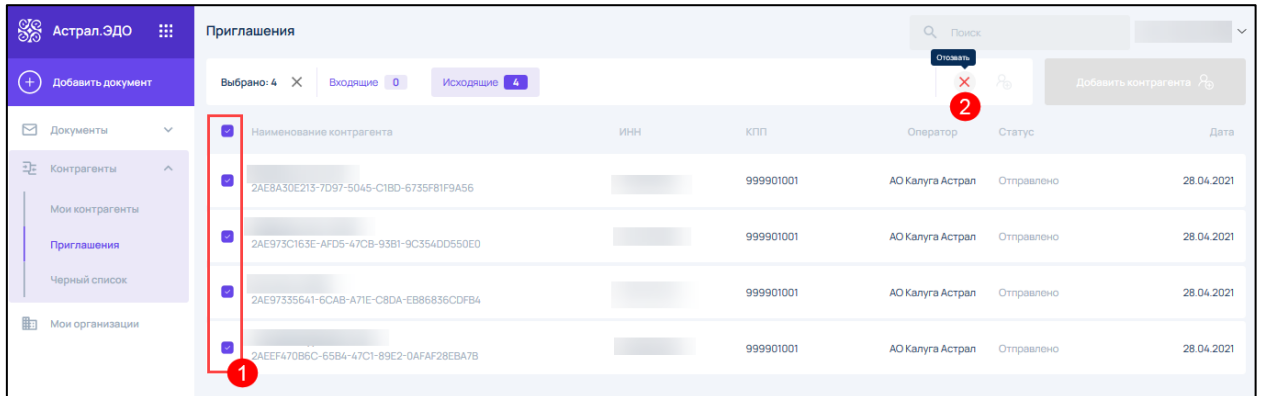 Астрал.ЭДО
Приглашения
Поиск
Отозвать
Добавить документ
Выбрано: 4
Входящие 0
Исходящие 4
Добавить контрагента
2
Документы
Наименование контрагента ИНН КПП Оператор Статус Дата
Контрагенты
2AE8A30E213-7D97-5045-C1BD-6735F81F9A56 999901001 АО Калуга Астрал Отправлено 28.04.2021
Мои контрагенты
Приглашения
2AE973C163E-AFD5-47CB-93B1-9C354DD550E0 999901001 АО Калуга Астрал Отправлено 28.04.2021
Черный список
2AE97335641-6CAB-A71E-C8DA-EB86836CDFB4 999901001 АО Калуга Астрал Отправлено 28.04.2021
Мои организации
2AEEF470B6C-65B4-47C1-89E2-0AFAF28EBA7B 999901001 АО Калуга Астрал Отправлено 28.04.2021
1